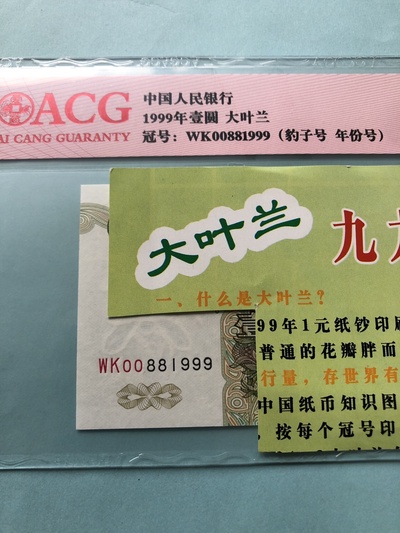 ACG
AI CANG GUARANTY
中国人民银行
1999年壹圆 大叶兰
冠号：WK00881999（豹子号 年份号）
大叶兰
一、什么是大叶兰？
99年1元纸钞印
普通的花瓣胖而
行量，存世界有
中国纸币知识图
，按每个冠号印
WK00881999